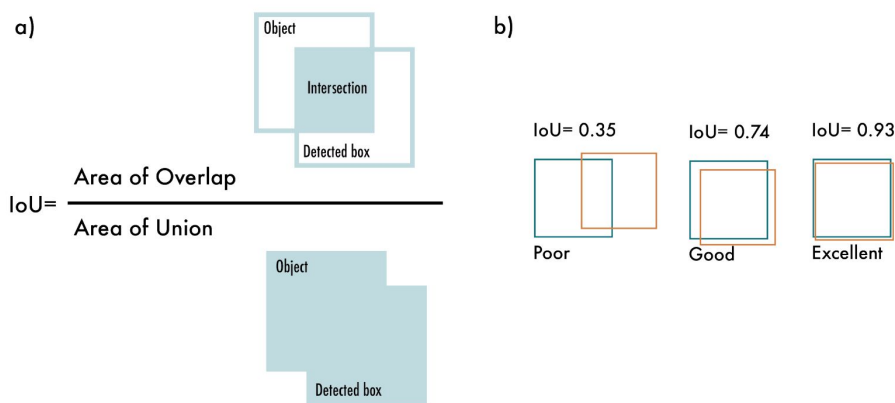 a)
Object
Intersection
Detected box
IoU=
Area of Overlap
Area of Union
Object
Detected box
b)
IoU= 0.35
IoU= 0.74
IoU= 0.93
Poor
Good
Excellent